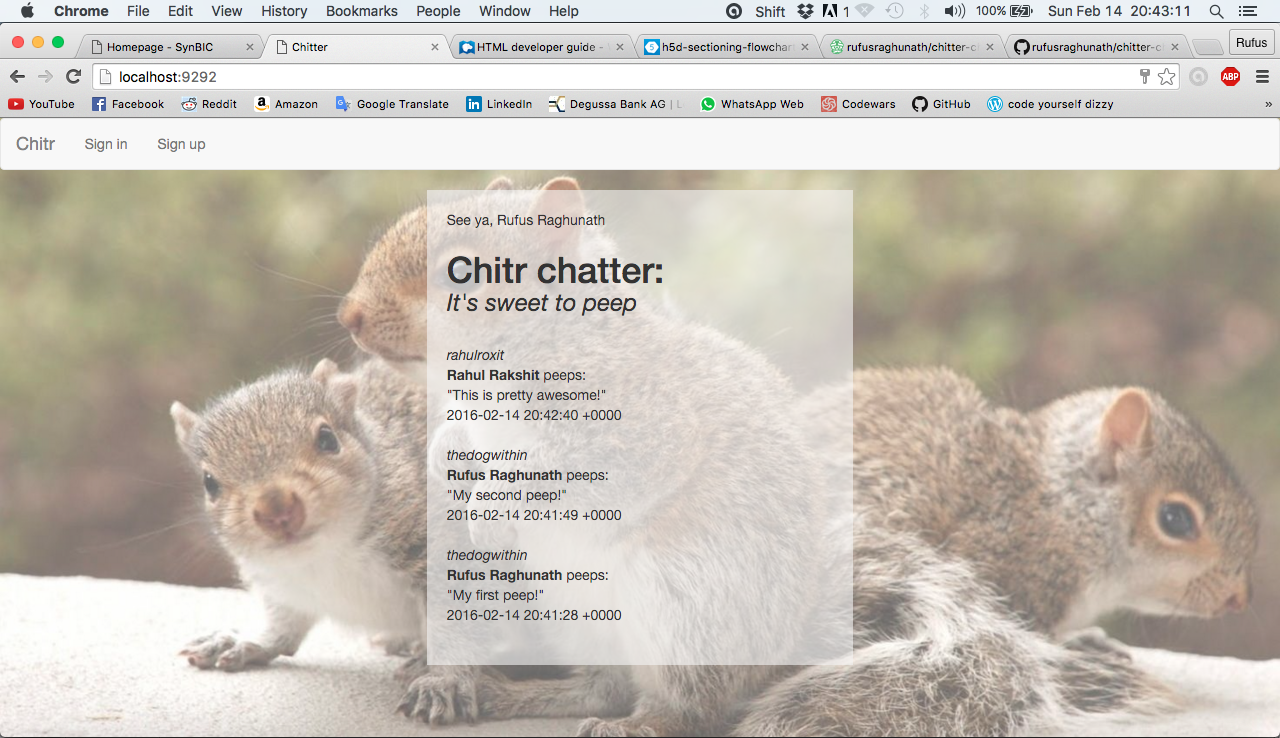 Chrome File Edit View History Bookmarks People Window Help Shift 1 100% Sun Feb 14 20:43:11
Homepage - SynBIC Chitter HTML developer guide - h5d-sectioning-flowchart rufusraghunath/chitter-c rufusraghunath/chitter-c Rufus
localhost:9292 ABP
YouTube Facebook Reddit Amazon Google Translate LinkedIn Degussa Bank AG | WhatsApp Web Codewars GitHub code yourself dizzy »
Chitr Sign in Sign up
See ya, Rufus Raghunath
Chitr chatter:
It's sweet to peep
rahulroxit
Rahul Rakshit peeps:
"This is pretty awesome!"
2016-02-14 20:42:40 +0000
thedogwithin
Rufus Raghunath peeps:
"My second peep!"
2016-02-14 20:41:49 +0000
thedogwithin
Rufus Raghunath peeps:
"My first peep!"
2016-02-14 20:41:28 +0000